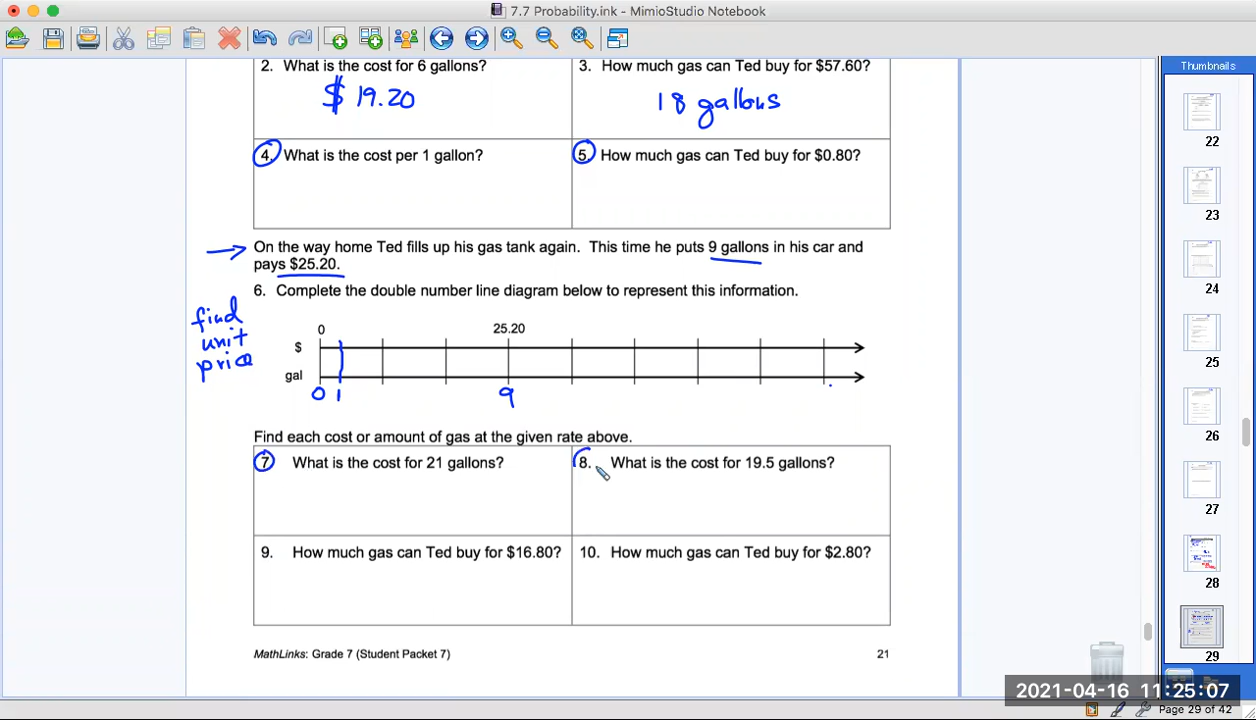 7.7 Probability.ink - MimioStudio Notebook
Thumbnails
2. What is the cost for 6 gallons?
3. How much gas can Ted buy for $57.60?
$ 19.20
18 gallons
4. What is the cost per 1 gallon?
5. How much gas can Ted buy for $0.80?
On the way home Ted fills up his gas tank again. This time he puts 9 gallons in his car and
pays $25.20.
6. Complete the double number line diagram below to represent this information.
find
unit
price
0 25.20
$
gal
0 1 9
Find each cost or amount of gas at the given rate above.
7 What is the cost for 21 gallons?
8. What is the cost for 19.5 gallons?
9. How much gas can Ted buy for $16.80?
10. How much gas can Ted buy for $2.80?
MathLinks: Grade 7 (Student Packet 7)
21
22
23
24
25
26
27
28
29
2021-04-16 11:25:07
Page 29 of 42